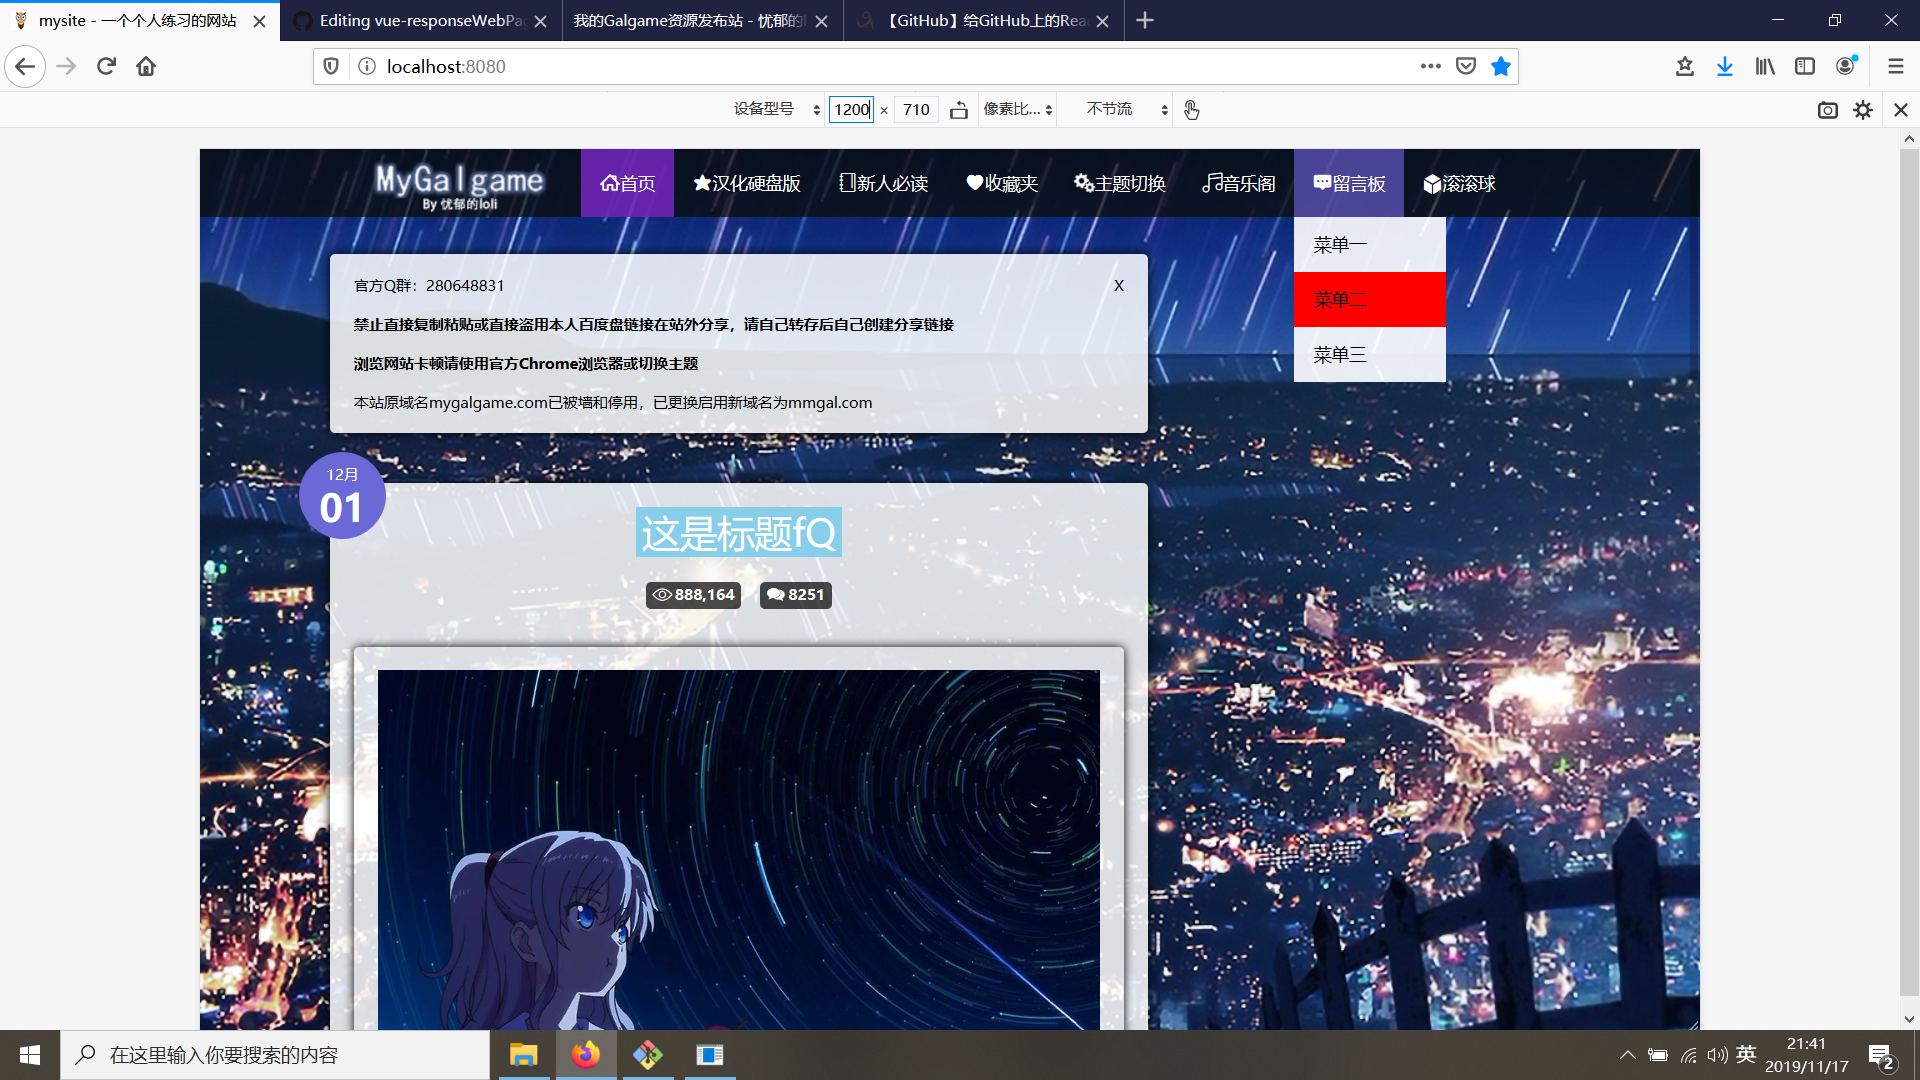 mysite - 一个个人练习的网站
Editing vue-responseWebPag
我的Galgame资源发布站 - 忧郁的l
【GitHub】给GitHub上的Rea
localhost:8080
设备型号 1200 × 710 像素比... 不节流
MyGalgame
By 忧郁的loli
首页 汉化硬盘版 新人必读 收藏夹 主题切换 音乐阁 留言板 滚滚球
菜单一
菜单二
菜单三
官方Q群：280648831 X
禁止直接复制粘贴或直接盗用本人百度盘链接在站外分享，请自己转存后自己创建分享链接
浏览网站卡顿请使用官方Chrome浏览器或切换主题
本站原域名mygalgame.com已被墙和停用，已更换启用新域名为mmgal.com
12月
01
这是标题fQ
888,164 8251
在这里输入你要搜索的内容
英
21:41
2019/11/17
2